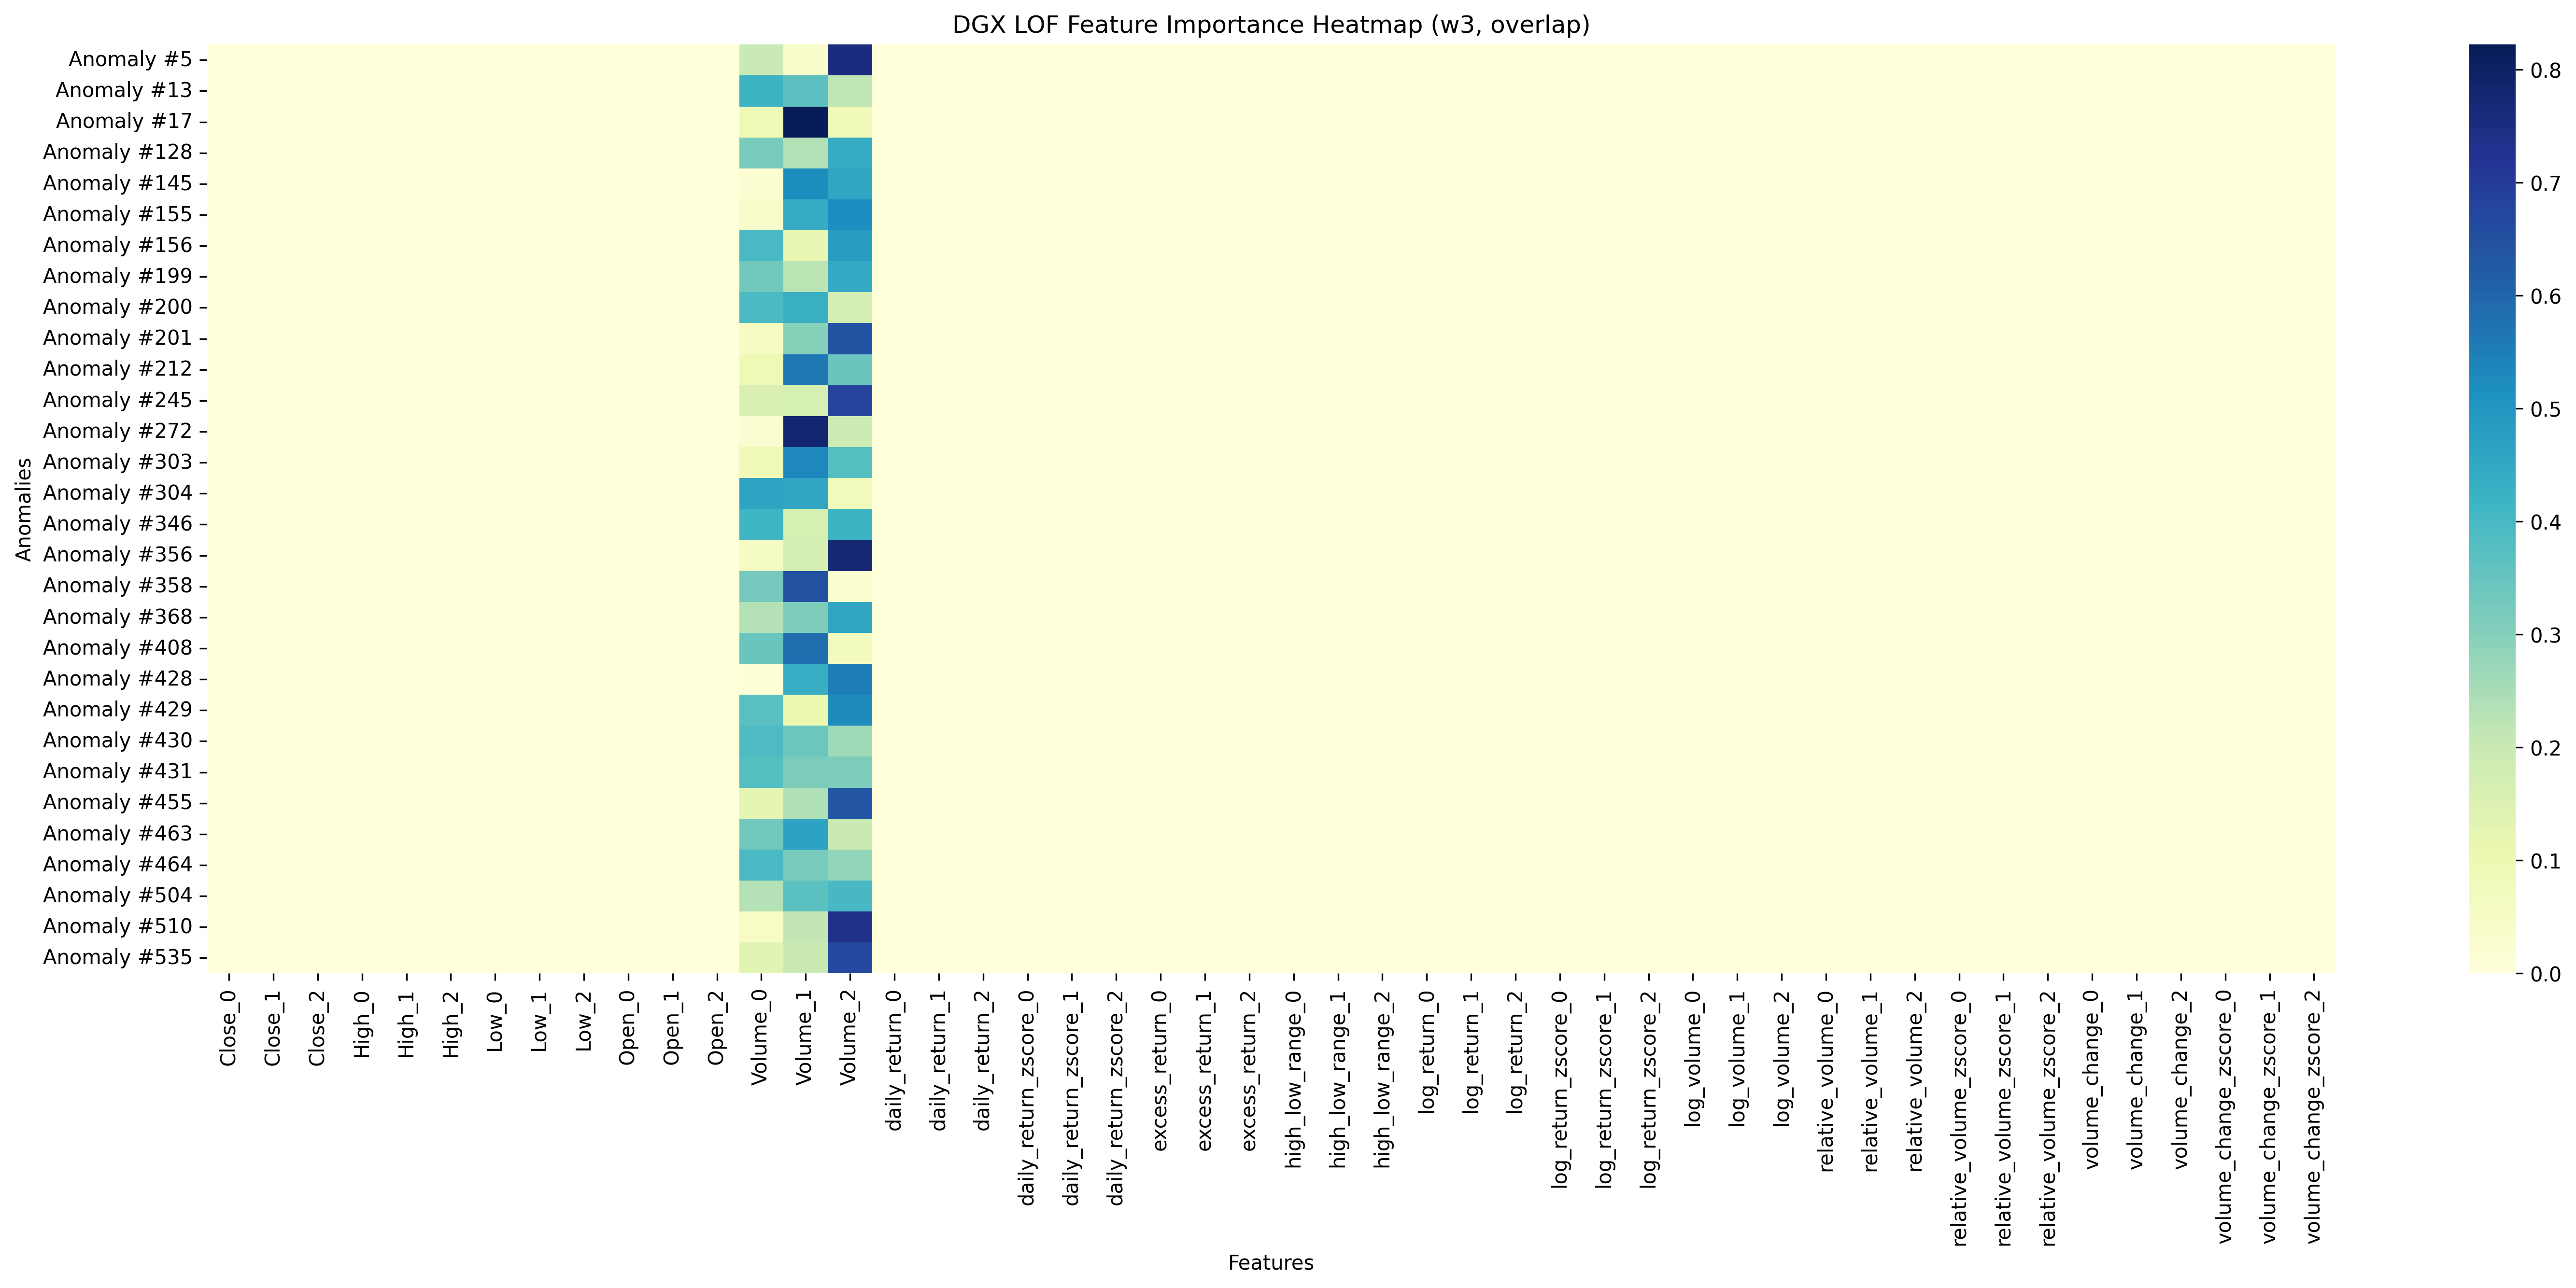 DGX LOF Feature Importance Heatmap (w3, overlap)
Anomalies
Anomaly #5
Anomaly #13
Anomaly #17
Anomaly #128
Anomaly #145
Anomaly #155
Anomaly #156
Anomaly #199
Anomaly #200
Anomaly #201
Anomaly #212
Anomaly #245
Anomaly #272
Anomaly #303
Anomaly #304
Anomaly #346
Anomaly #356
Anomaly #358
Anomaly #368
Anomaly #408
Anomaly #428
Anomaly #429
Anomaly #430
Anomaly #431
Anomaly #455
Anomaly #463
Anomaly #464
Anomaly #504
Anomaly #510
Anomaly #535
Close_0
Close_1
Close_2
High_0
High_1
High_2
Low_0
Low_1
Low_2
Open_0
Open_1
Open_2
Volume_0
Volume_1
Volume_2
daily_return_0
daily_return_1
daily_return_2
daily_return_zscore_0
daily_return_zscore_1
daily_return_zscore_2
excess_return_0
excess_return_1
excess_return_2
high_low_range_0
high_low_range_1
high_low_range_2
log_return_0
log_return_1
log_return_2
log_return_zscore_0
log_return_zscore_1
log_return_zscore_2
log_volume_0
log_volume_1
log_volume_2
relative_volume_0
relative_volume_1
relative_volume_2
relative_volume_zscore_0
relative_volume_zscore_1
relative_volume_zscore_2
volume_change_0
volume_change_1
volume_change_2
volume_change_zscore_0
volume_change_zscore_1
volume_change_zscore_2
Features
0.8
0.7
0.6
0.5
0.4
0.3
0.2
0.1
0.0